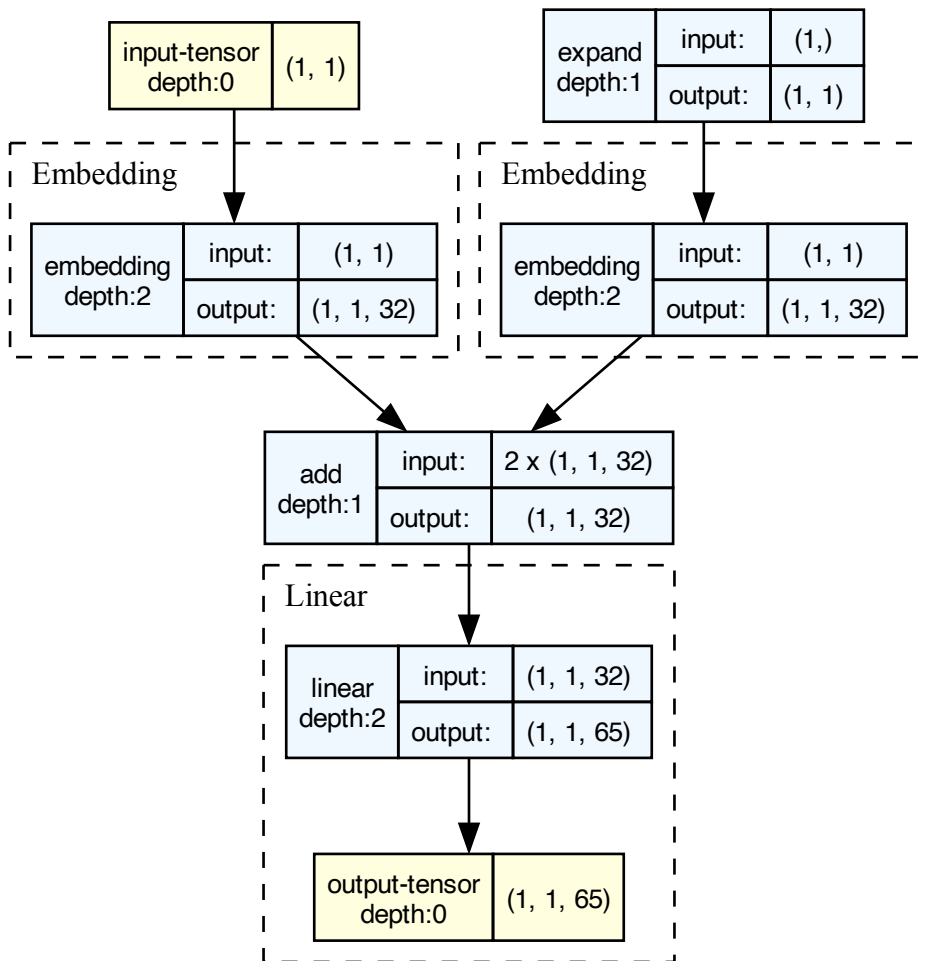 input-tensor
depth:0
(1, 1)
expand
depth:1
input:
(1,)
output:
(1, 1)
Embedding
embedding
depth:2
input:
(1, 1)
output:
(1, 1, 32)
Embedding
embedding
depth:2
input:
(1, 1)
output:
(1, 1, 32)
add
depth:1
input:
2 x (1, 1, 32)
output:
(1, 1, 32)
Linear
linear
depth:2
input:
(1, 1, 32)
output:
(1, 1, 65)
output-tensor
depth:0
(1, 1, 65)